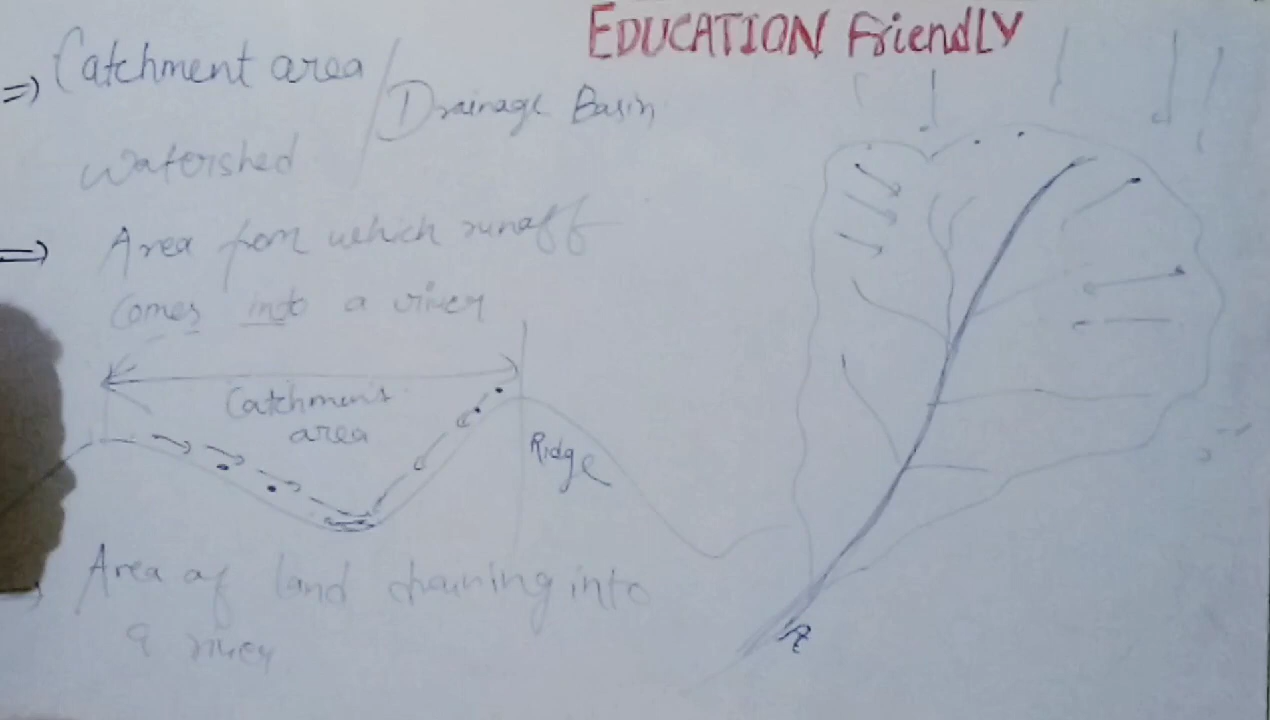 EDUCATION Friendly
=> Catchment area /
Drainage Basin
Watershed
=> Area from which runoff
comes into a river
Catchment
area
Ridge
Area of land draining into
a river